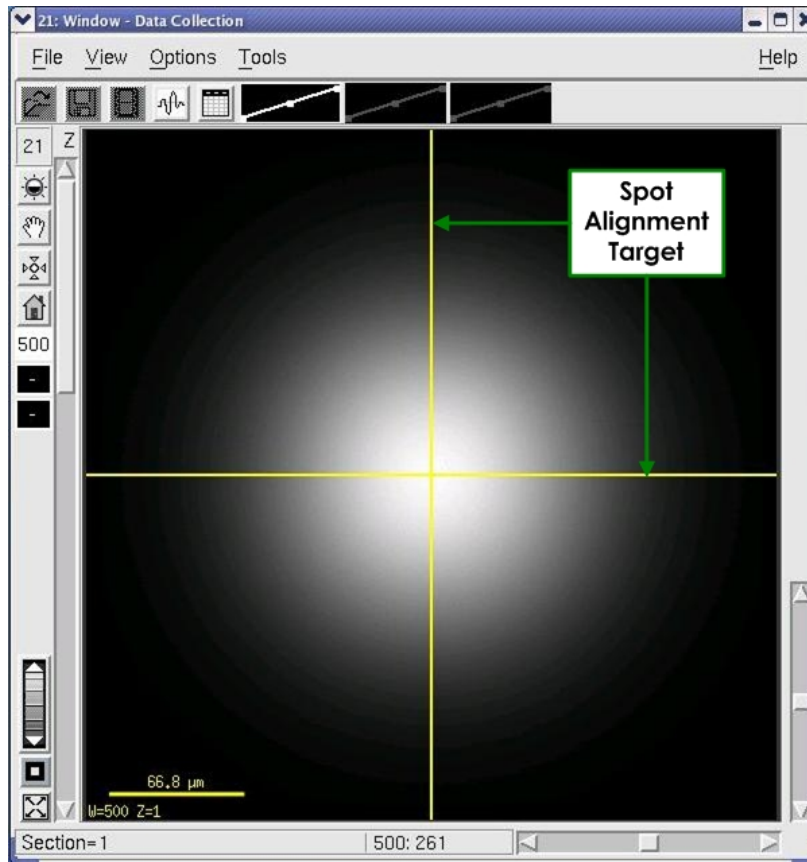 21: Window - Data Collection
File View Options Tools Help
21 Z
Spot
Alignment
Target
500
-
-
66.8 µm
W=500 Z=1
Section=1 500: 261